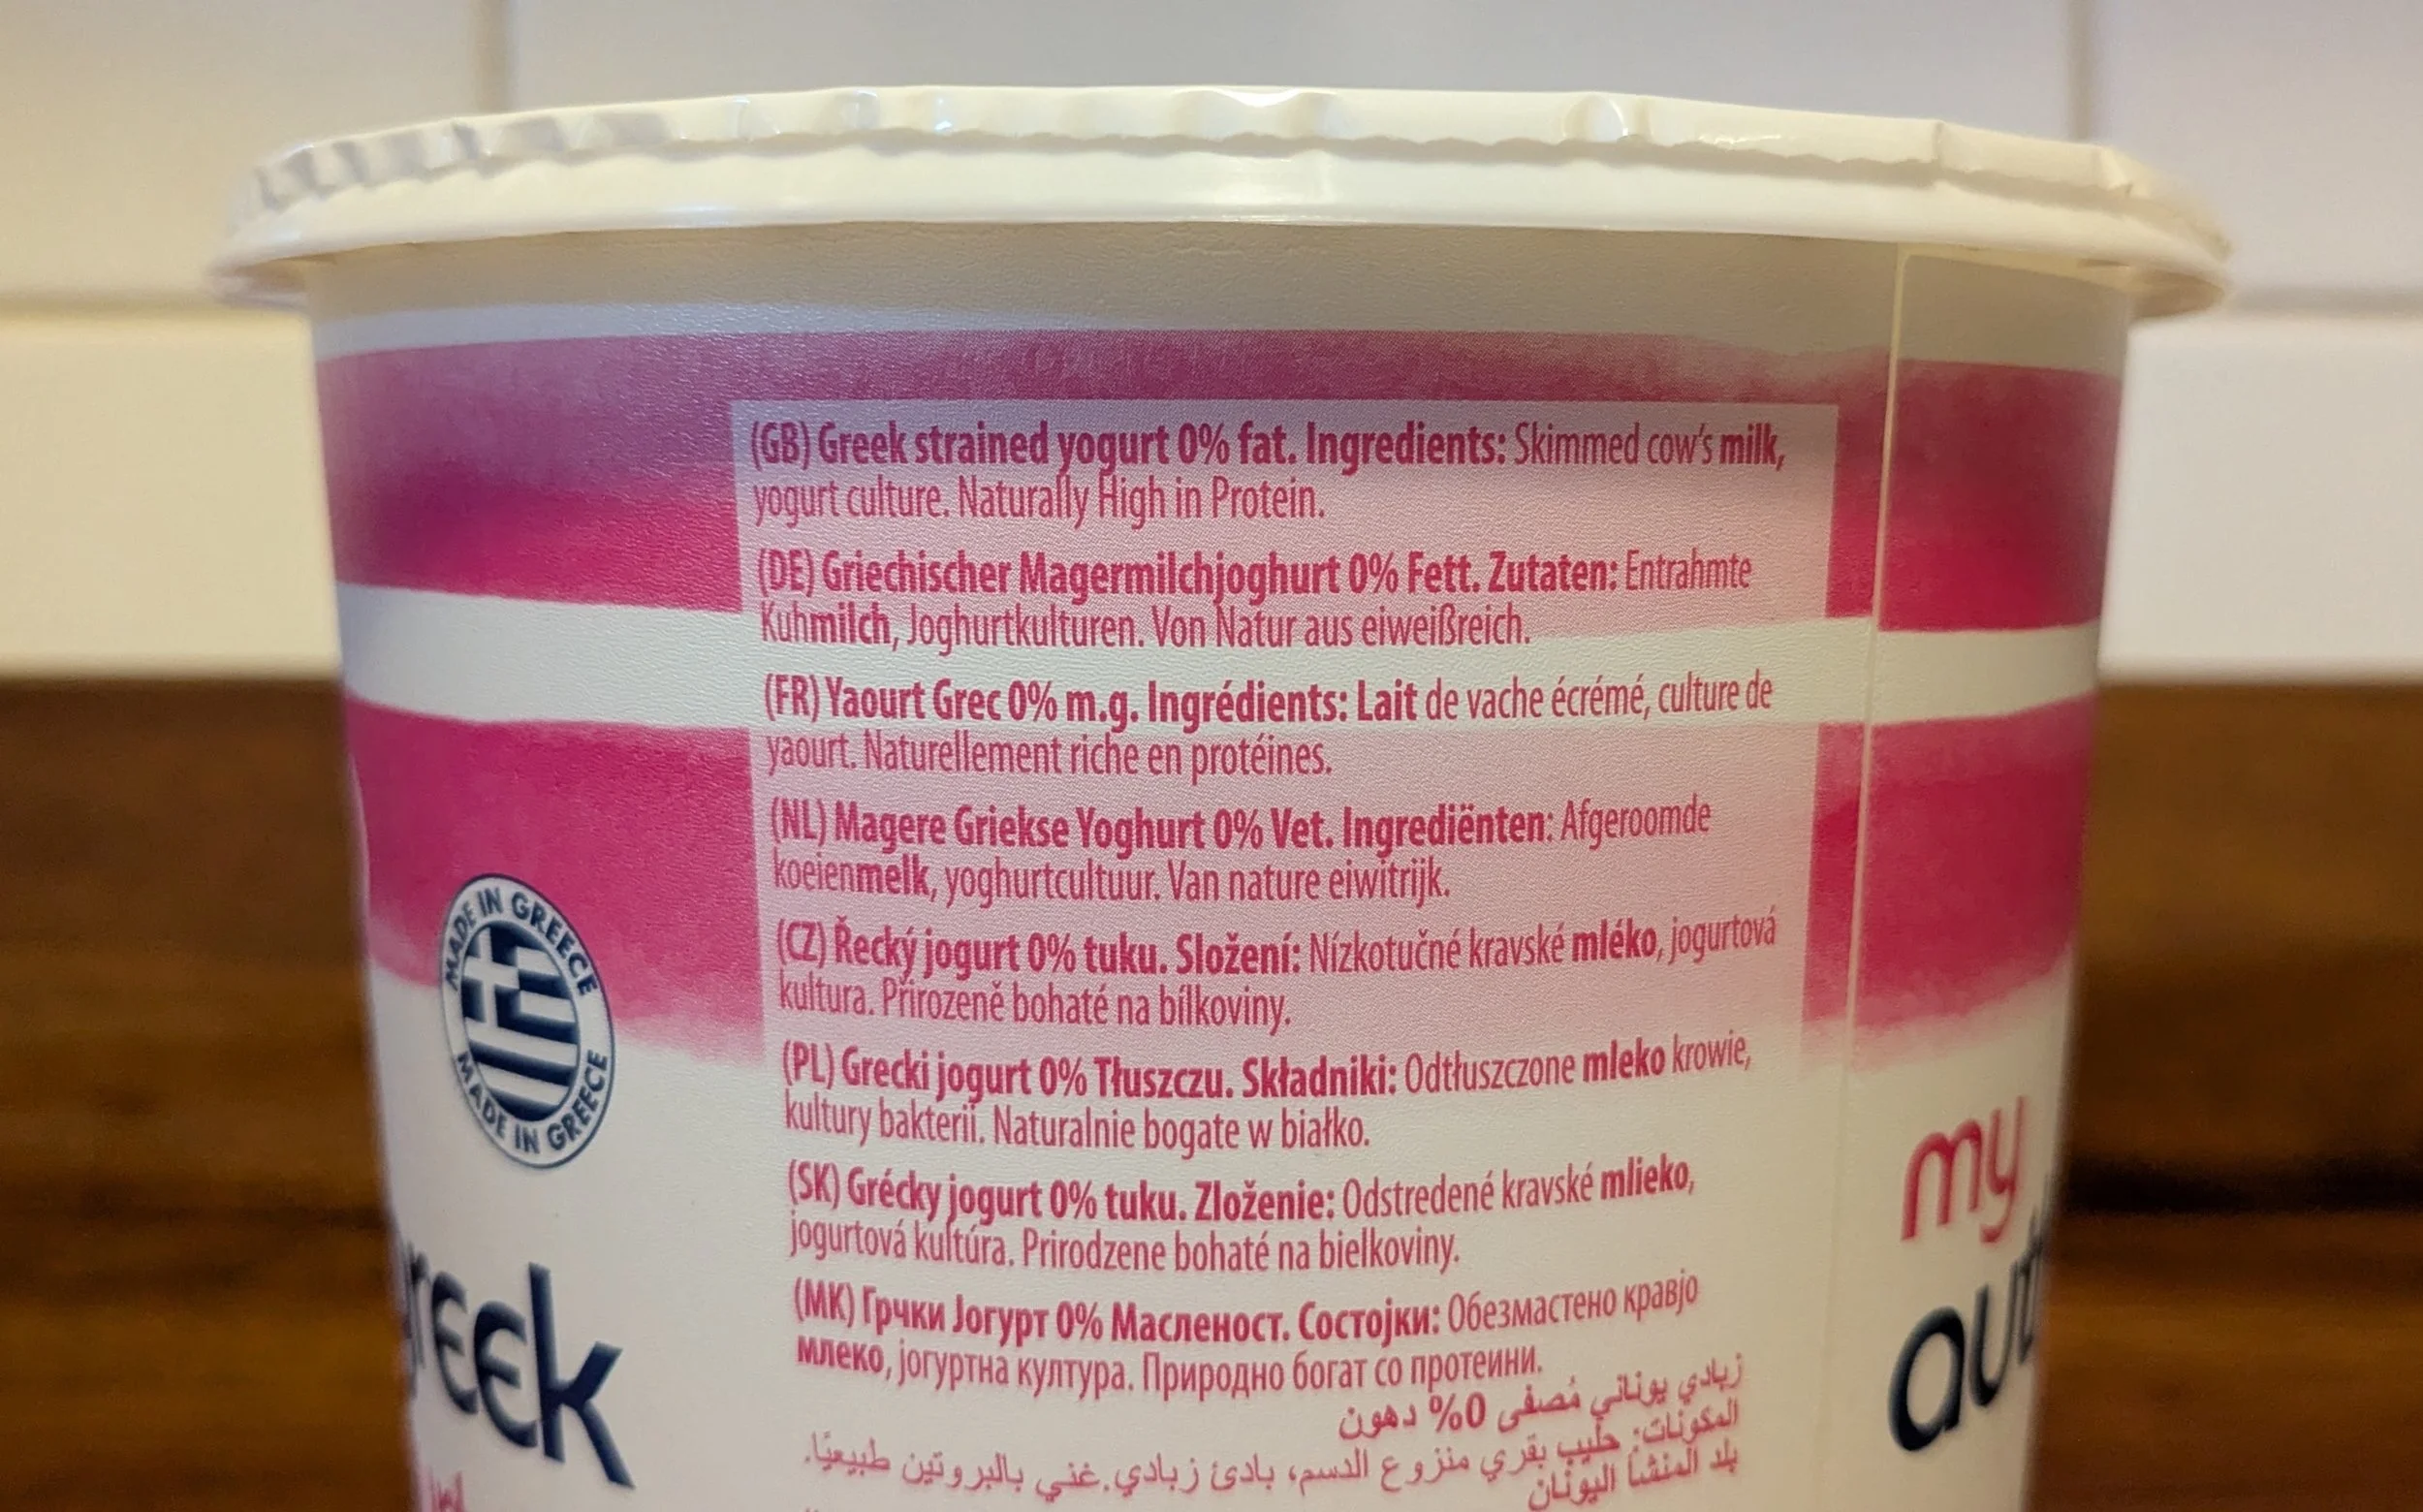 (GB) Greek strained yogurt 0% fat. Ingredients: Skimmed cow's milk,
yogurt culture. Naturally High in Protein.
(DE) Griechischer Magermilchjoghurt 0% Fett. Zutaten: Entrahmte
Kuhmilch, Joghurtkulturen. Von Natur aus eiweißreich.
(FR) Yaourt Grec 0% m.g. Ingrédients: Lait de vache écrémé, culture de
yaourt. Naturellement riche en protéines.
(NL) Magere Griekse Yoghurt 0% Vet. Ingrediënten: Afgeroomde
koeienmelk, yoghurtcultuur. Van nature eiwitrijk.
(CZ) Řecký jogurt 0% tuku. Složení: Nízkotučné kravské mléko, jogurtová
kultura. Přirozeně bohaté na bílkoviny.
(PL) Grecki jogurt 0% Tłuszczu. Składniki: Odtłuszczone mleko krowie,
kultury bakterii. Naturalnie bogate w białko.
(SK) Grécky jogurt 0% tuku. Zloženie: Odstredené kravské mlieko,
jogurtová kultúra. Prirodzene bohaté na bielkoviny.
(MK) Грчки Јогурт 0% Масленост. Состојки: Обезмастено кравјо
млеко, јогуртна култура. Природно богат со протеини.
زبادي يوناني مُصفى 0% دهون
المكونات: حليب بقري منزوع الدسم، بادئ زبادي. غني بالبروتين طبيعيًا.
بلد المنشأ اليونان
MADE IN GREECE
MADE IN GREECE
reek
my
aut